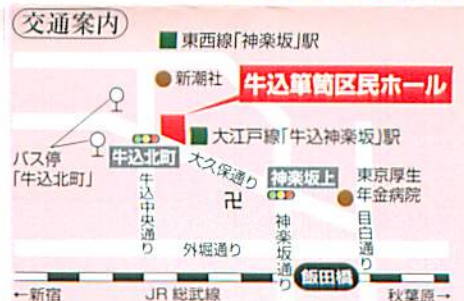 交通案内
東西線「神楽坂」駅
新潮社
牛込箪笥区民ホール
大江戸線「牛込神楽坂」駅
バス停
「牛込北町」
牛込北町
大久保通り
神楽坂上
東京厚生
年金病院
牛込中央通り
外堀通り
神楽坂通り
目白通り
飯田橋
←新宿
JR 総武線
秋葉原→